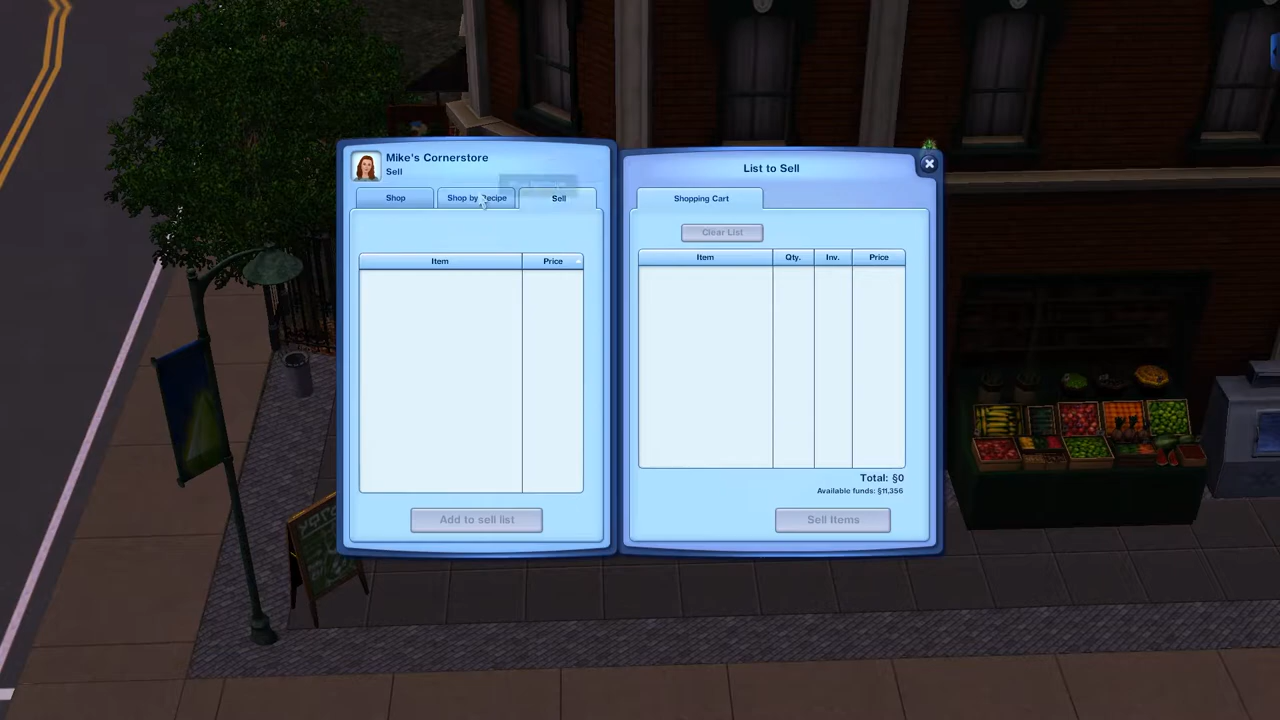 Mike's Cornerstore
Sell
Shop
Shop by Recipe
Sell
Item
Price
Add to sell list
List to Sell
Shopping Cart
Clear List
Item
Qty.
Inv.
Price
Total: §0
Available funds: §11,356
Sell Items